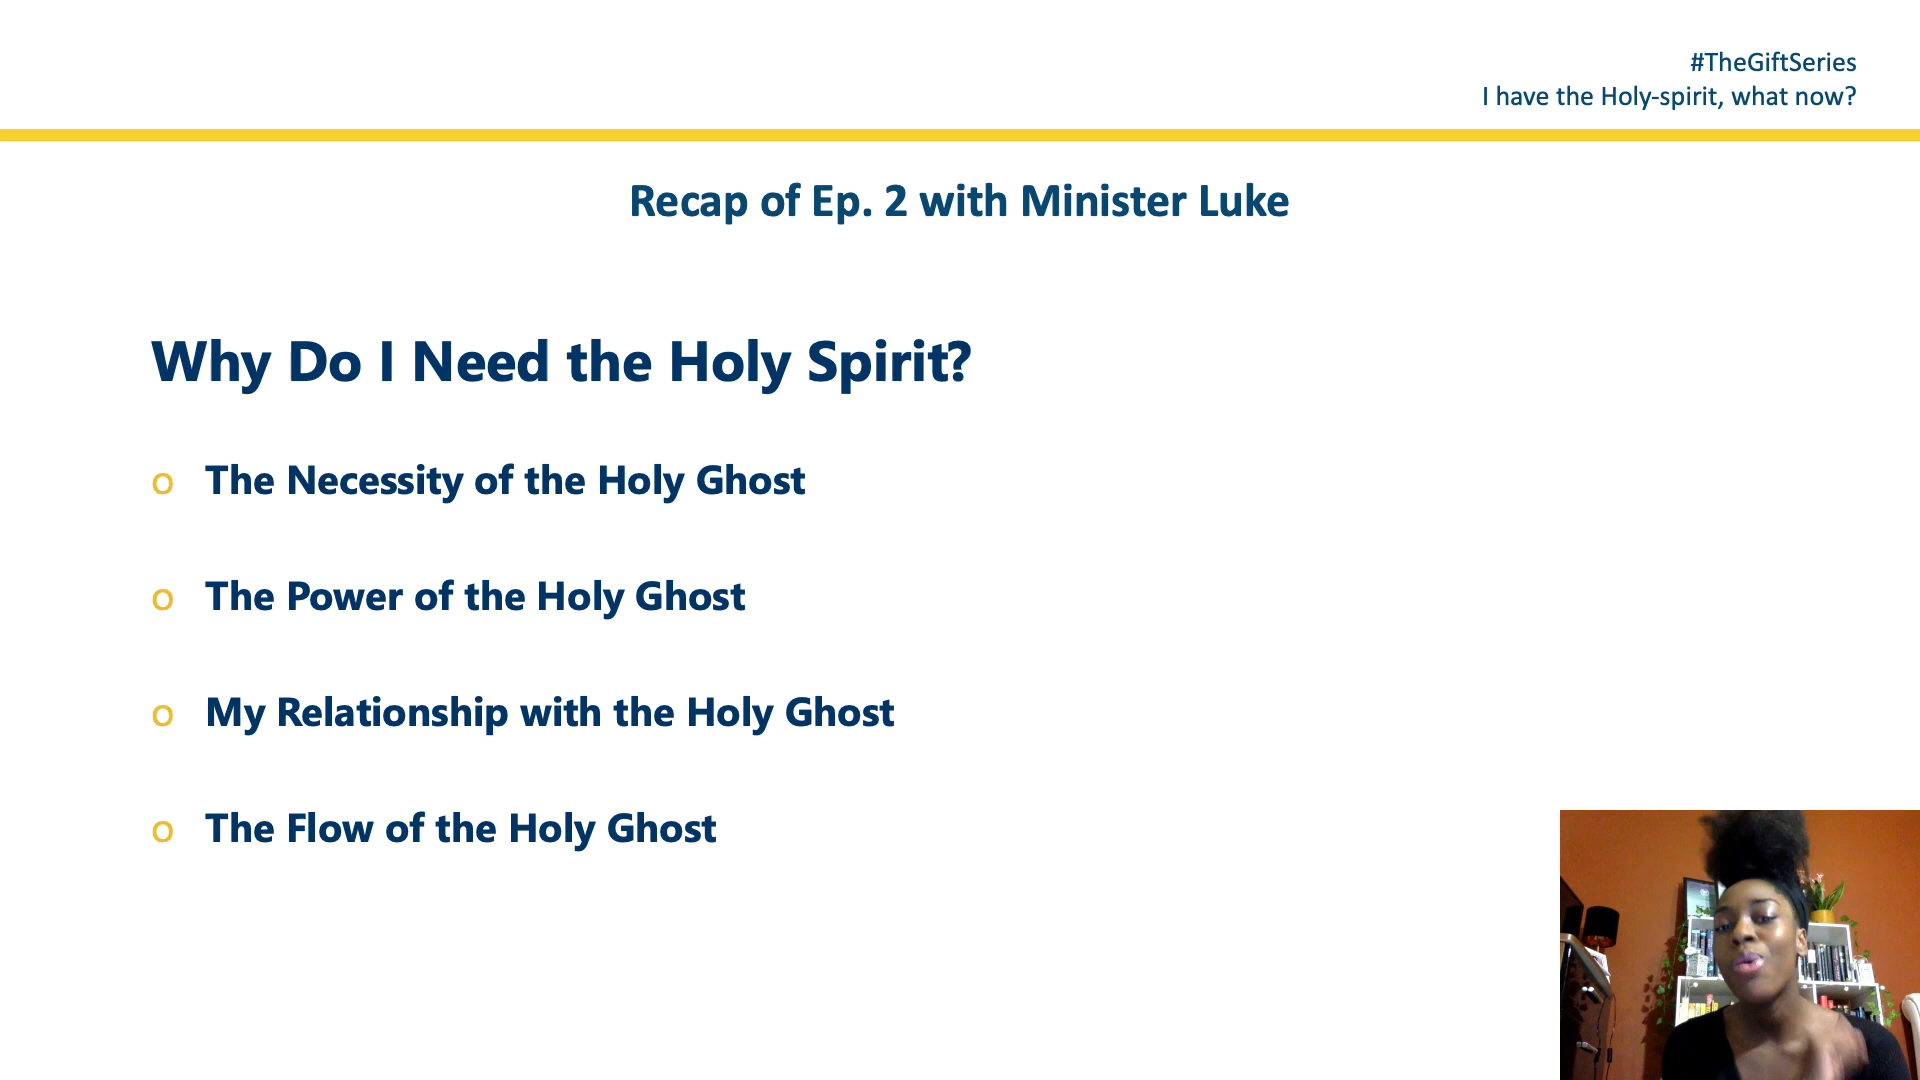 #TheGiftSeries
I have the Holy-spirit, what now?
Recap of Ep. 2 with Minister Luke
Why Do I Need the Holy Spirit?
o The Necessity of the Holy Ghost
o The Power of the Holy Ghost
o My Relationship with the Holy Ghost
o The Flow of the Holy Ghost